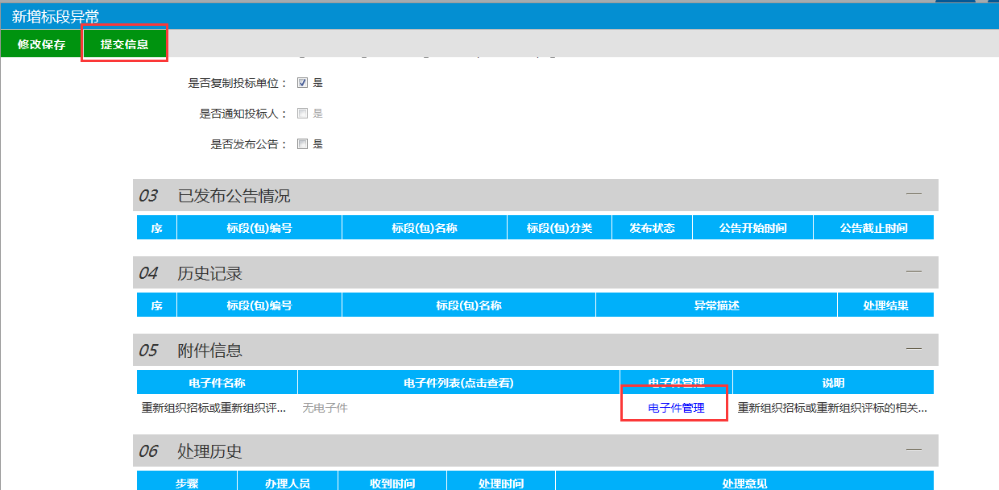 新增标段异常
修改保存 提交信息
是否复制投标单位： 是
是否通知投标人： 是
是否发布公告： 是
03 已发布公告情况
序 标段(包)编号 标段(包)名称 标段(包)分类 发布状态 公告开始时间 公告截止时间
04 历史记录
序 标段(包)编号 标段(包)名称 异常描述 处理结果
05 附件信息
电子件名称 电子件列表(点击查看) 电子件管理 说明
重新组织招标或重新组织评... 无电子件 电子件管理 重新组织招标或重新组织评标的相关...
06 处理历史
步骤 办理人员 收到时间 处理时间 处理意见